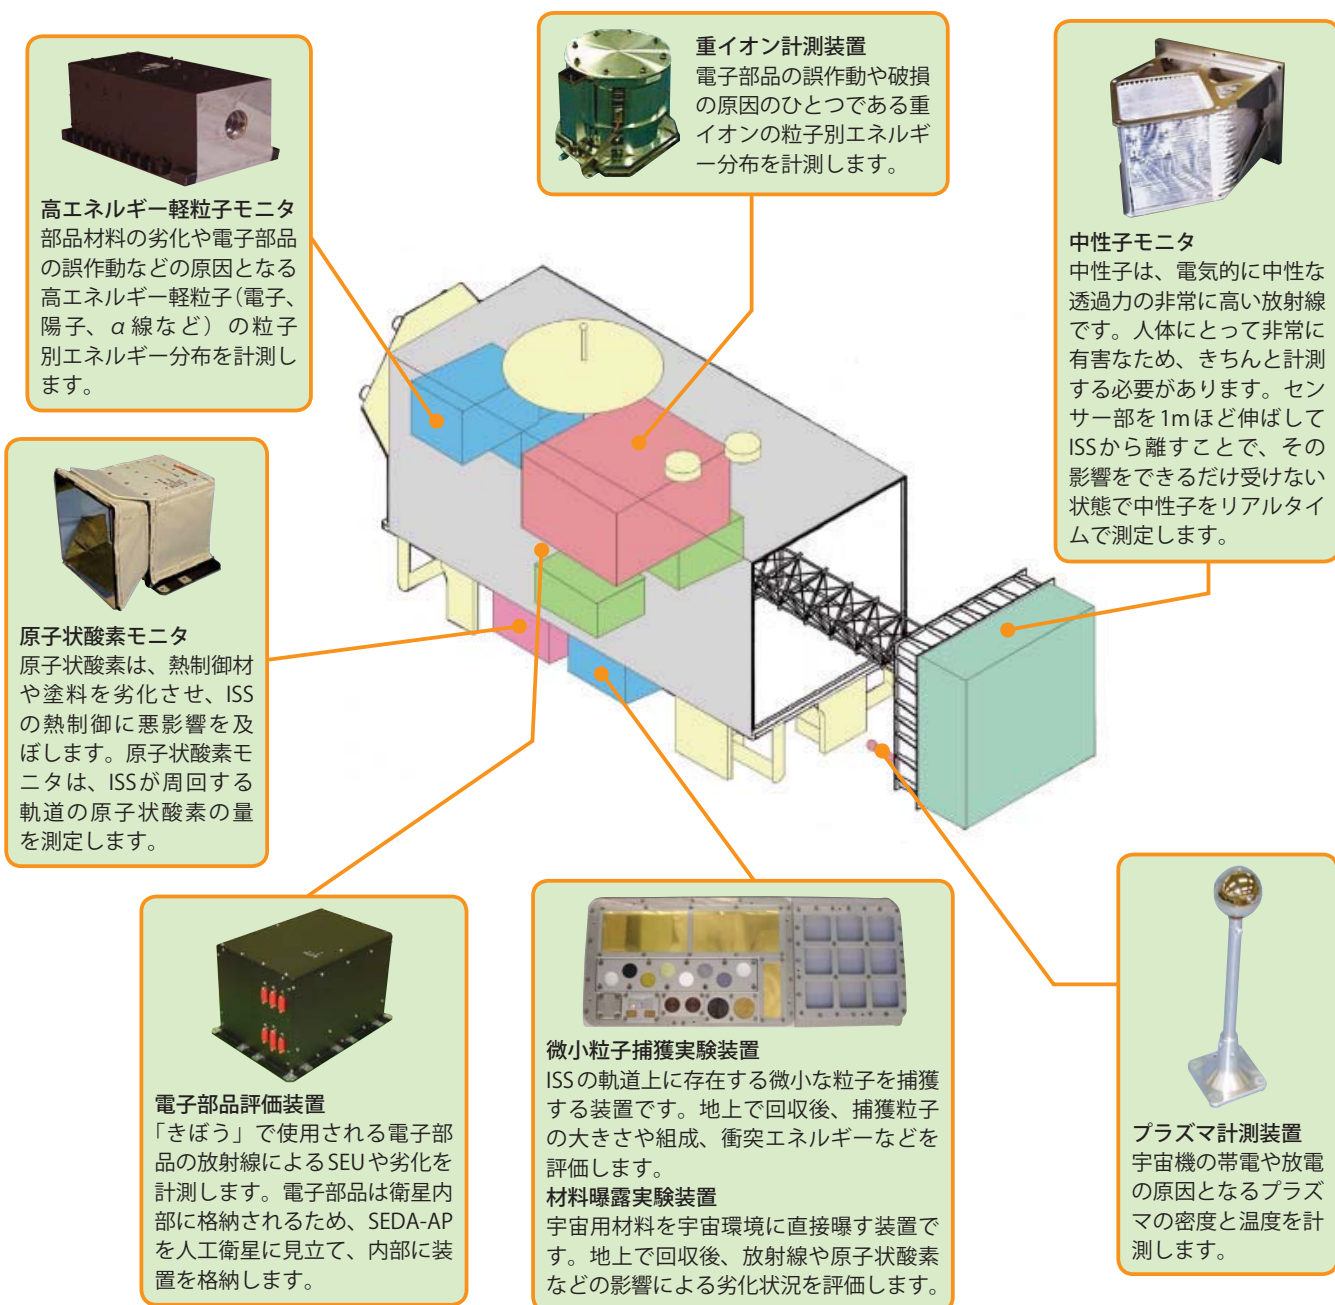 高エネルギー軽粒子モニタ
部品材料の劣化や電子部品
の誤作動などの原因となる
高エネルギー軽粒子（電子、
陽子、α線など）の粒子
別エネルギー分布を計測し
ます。
重イオン計測装置
電子部品の誤作動や破損
の原因のひとつである重
イオンの粒子別エネルギ
ー分布を計測します。
中性子モニタ
中性子は、電気的に中性な
透過力の非常に高い放射線
です。人体にとって非常に
有害なため、きちんと計測
する必要があります。セン
サー部を1mほど伸ばして
ISSから離すことで、その
影響をできるだけ受けない
状態で中性子をリアルタイ
ムで測定します。
原子状酸素モニタ
原子状酸素は、熱制御材
や塗料を劣化させ、ISS
の熱制御に悪影響を及
ぼします。原子状酸素モ
ニタは、ISSが周回する
軌道の原子状酸素の量
を測定します。
電子部品評価装置
「きぼう」で使用される電子部
品の放射線によるSEUや劣化を
計測します。電子部品は衛星内
部に格納されるため、SEDA-AP
を人工衛星に見立て、内部に装
置を格納します。
微小粒子捕獲実験装置
ISSの軌道上に存在する微小な粒子を捕獲
する装置です。地上で回収後、捕獲粒子
の大きさや組成、衝突エネルギーなどを
評価します。
材料曝露実験装置
宇宙用材料を宇宙環境に直接曝す装置で
す。地上で回収後、放射線や原子状酸素
などの影響による劣化状況を評価します。
プラズマ計測装置
宇宙機の帯電や放電
の原因となるプラズ
マの密度と温度を計
測します。